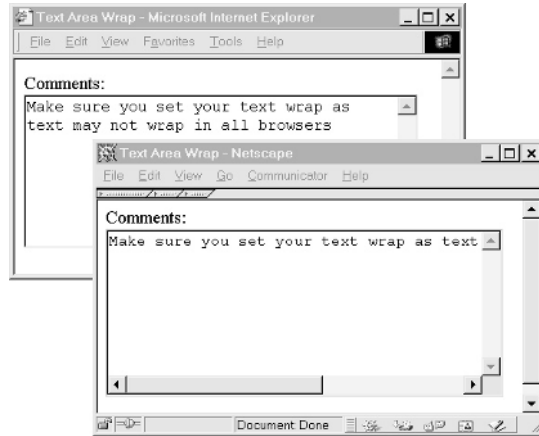 Text Area Wrap - Microsoft Internet Explorer
File Edit View Favorites Tools Help
Comments:
Make sure you set your text wrap as
text may not wrap in all browsers
Text Area Wrap - Netscape
File Edit View Go Communicator Help
Comments:
Make sure you set your text wrap as text
Document Done